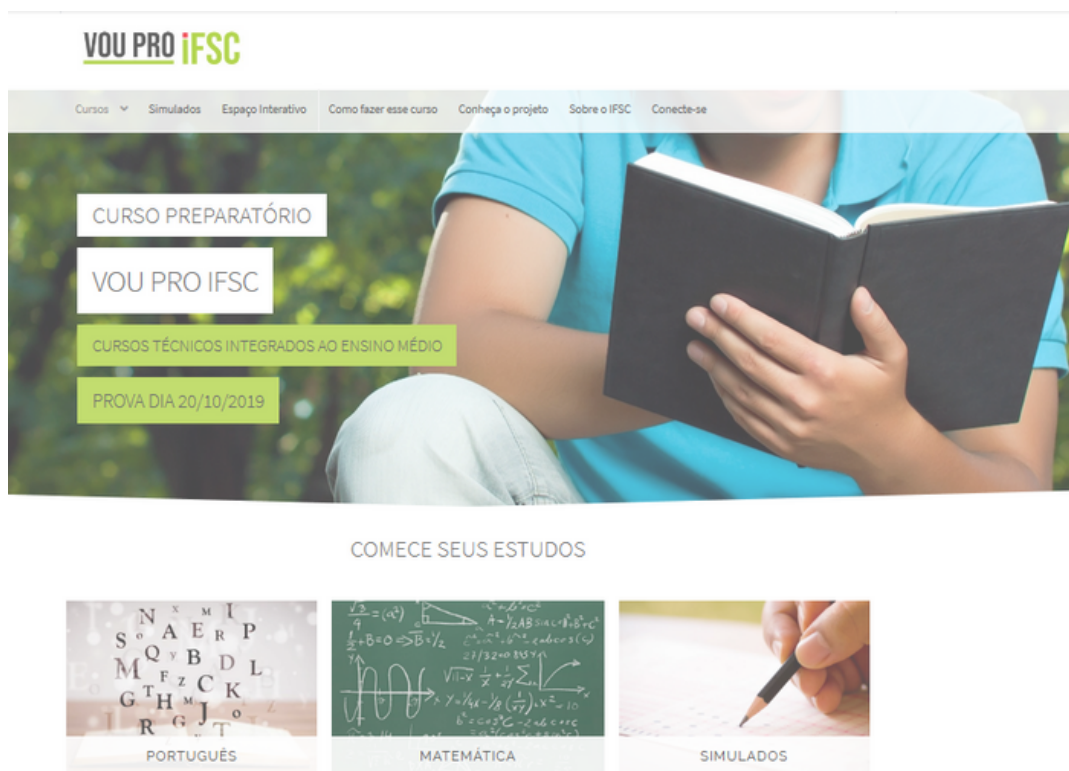 VOU PRO IFSC
Cursos Simulados Espaço Interativo Como fazer esse curso Conheça o projeto Sobre o IFSC Conecte-se
CURSO PREPARATÓRIO
VOU PRO IFSC
CURSOS TÉCNICOS INTEGRADOS AO ENSINO MÉDIO
PROVA DIA 20/10/2019
COMECE SEUS ESTUDOS
PORTUGUÊS
MATEMÁTICA
SIMULADOS